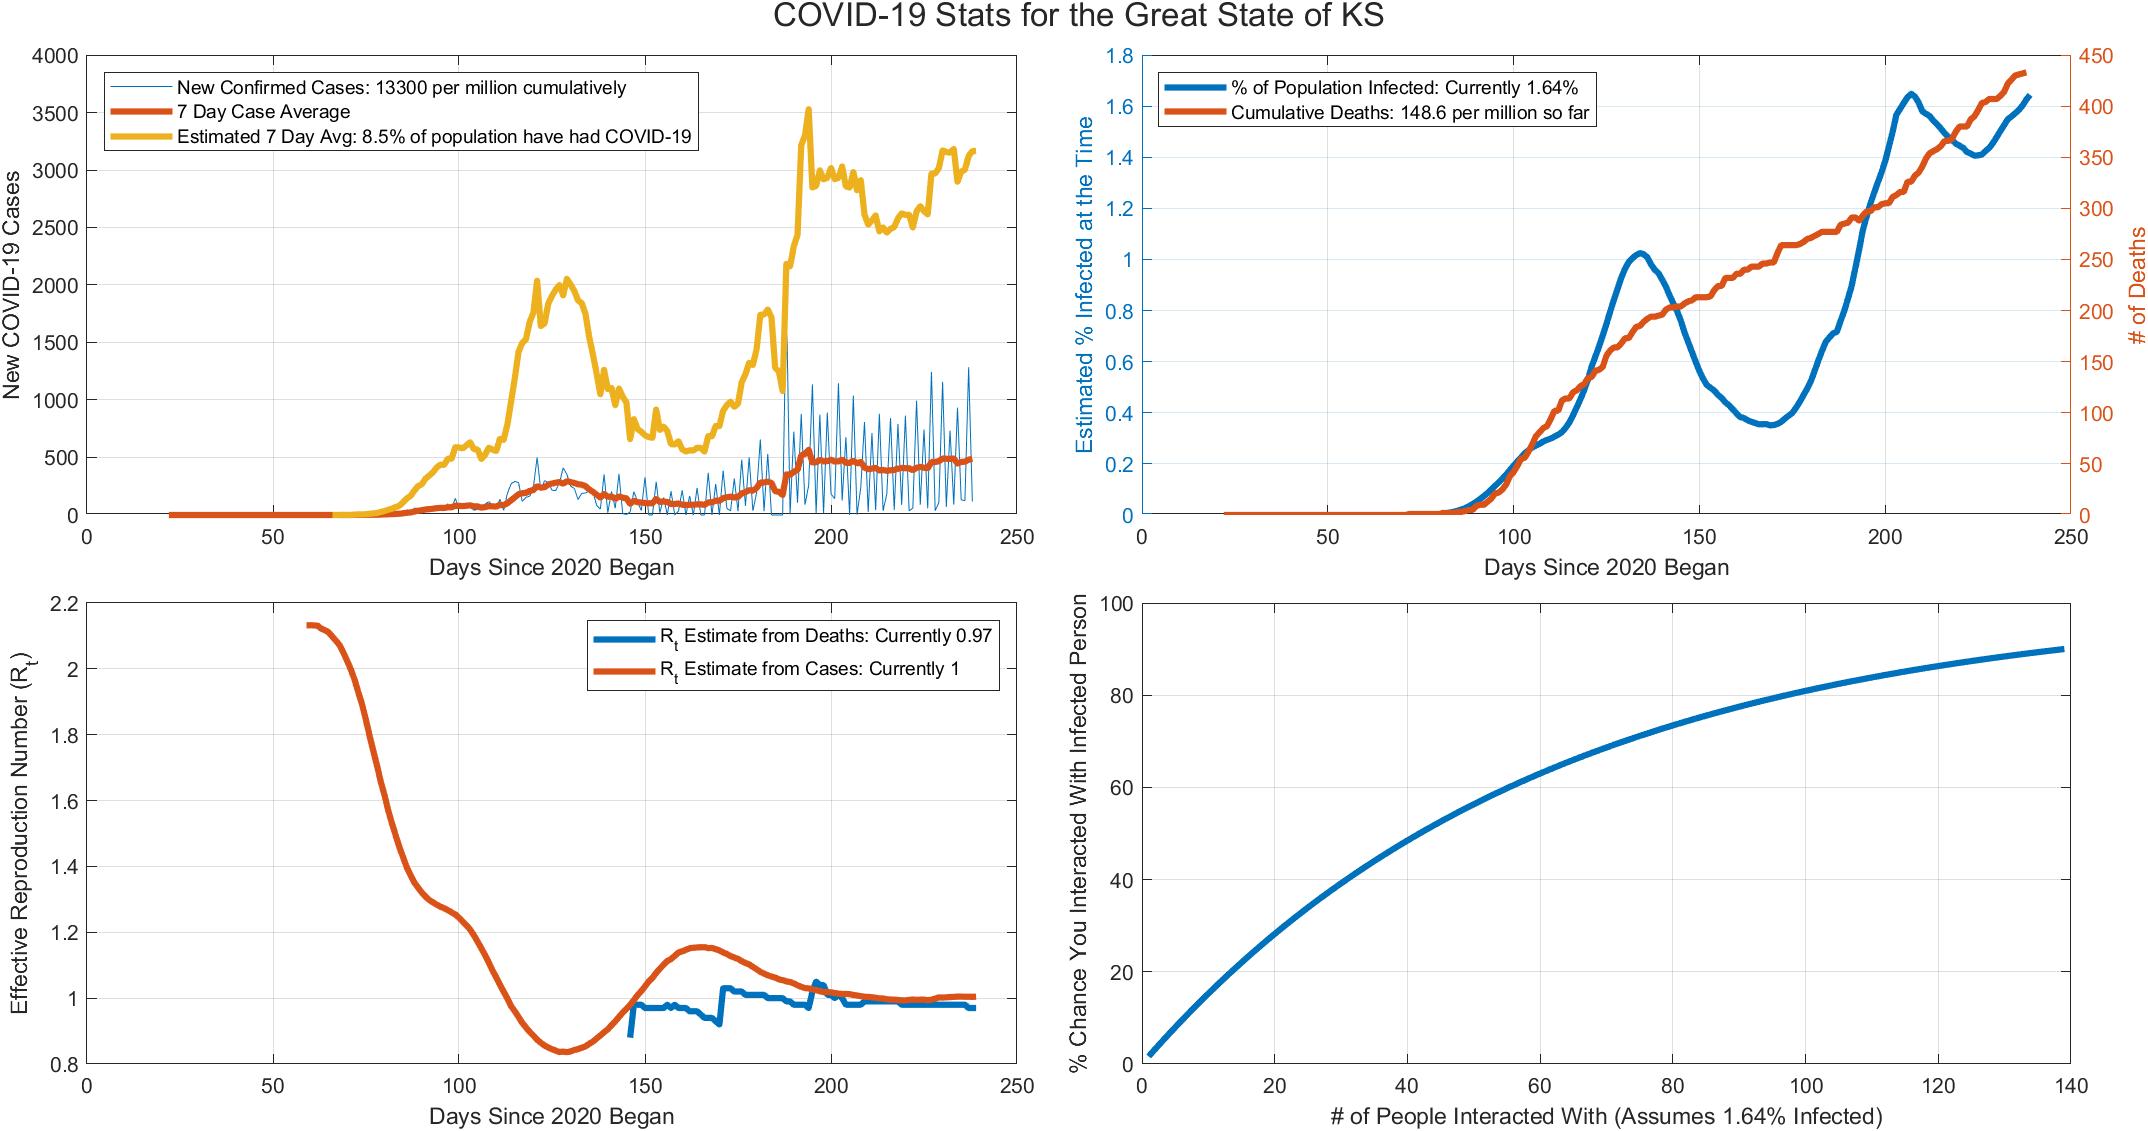 COVID-19 Stats for the Great State of KS
New Confirmed Cases: 13300 per million cumulatively
7 Day Case Average
Estimated 7 Day Avg: 8.5% of population have had COVID-19
4000
3500
3000
2500
2000
1500
1000
500
0
New COVID-19 Cases
0 50 100 150 200 250
Days Since 2020 Began
% of Population Infected: Currently 1.64%
Cumulative Deaths: 148.6 per million so far
1.8
1.6
1.4
1.2
1
0.8
0.6
0.4
0.2
0
Estimated % Infected at the Time
450
400
350
300
250
200
150
100
50
0
# of Deaths
0 50 100 150 200 250
Days Since 2020 Began
Rt Estimate from Deaths: Currently 0.97
Rt Estimate from Cases: Currently 1
2.2
2
1.8
1.6
1.4
1.2
1
0.8
Effective Reproduction Number (Rt)
0 50 100 150 200 250
Days Since 2020 Began
100
80
60
40
20
0
% Chance You Interacted With Infected Person
0 20 40 60 80 100 120 140
# of People Interacted With (Assumes 1.64% Infected)